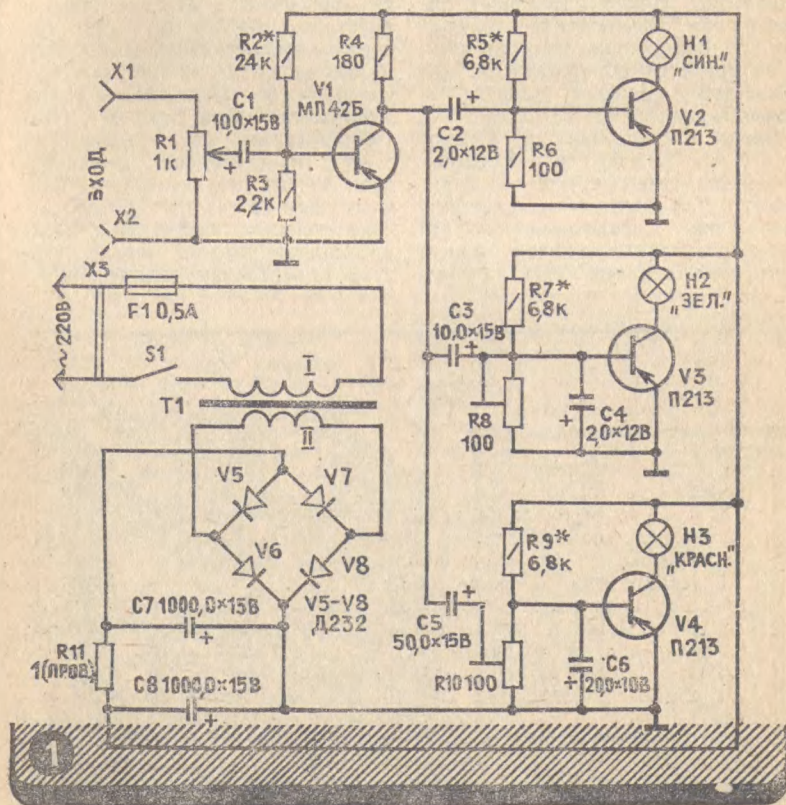 X1
R2*
24к
R4
180
R5*
6,8к
H1
„СИН."
V1
МП42Б
C1
10,0×15В
R1
1к
ВХОД
R3
2,2к
C2
2,0×12В
R6
100
V2
П213
X2
X3
F1 0,5А
~220В
S1
I
T1
II
C3
10,0×15В
R7*
6,8к
H2
„ЗЕЛ."
V3
П213
R8
100
C4
2,0×12В
V5
V7
V6
V8
V5-V8
Д232
C7 1000,0×15В
R11
1(ПРОВ)
C8 1000,0×15В
C5
50,0×15В
R9*
6,8к
H3
„КРАСН."
V4
П213
R10 100
C6
1